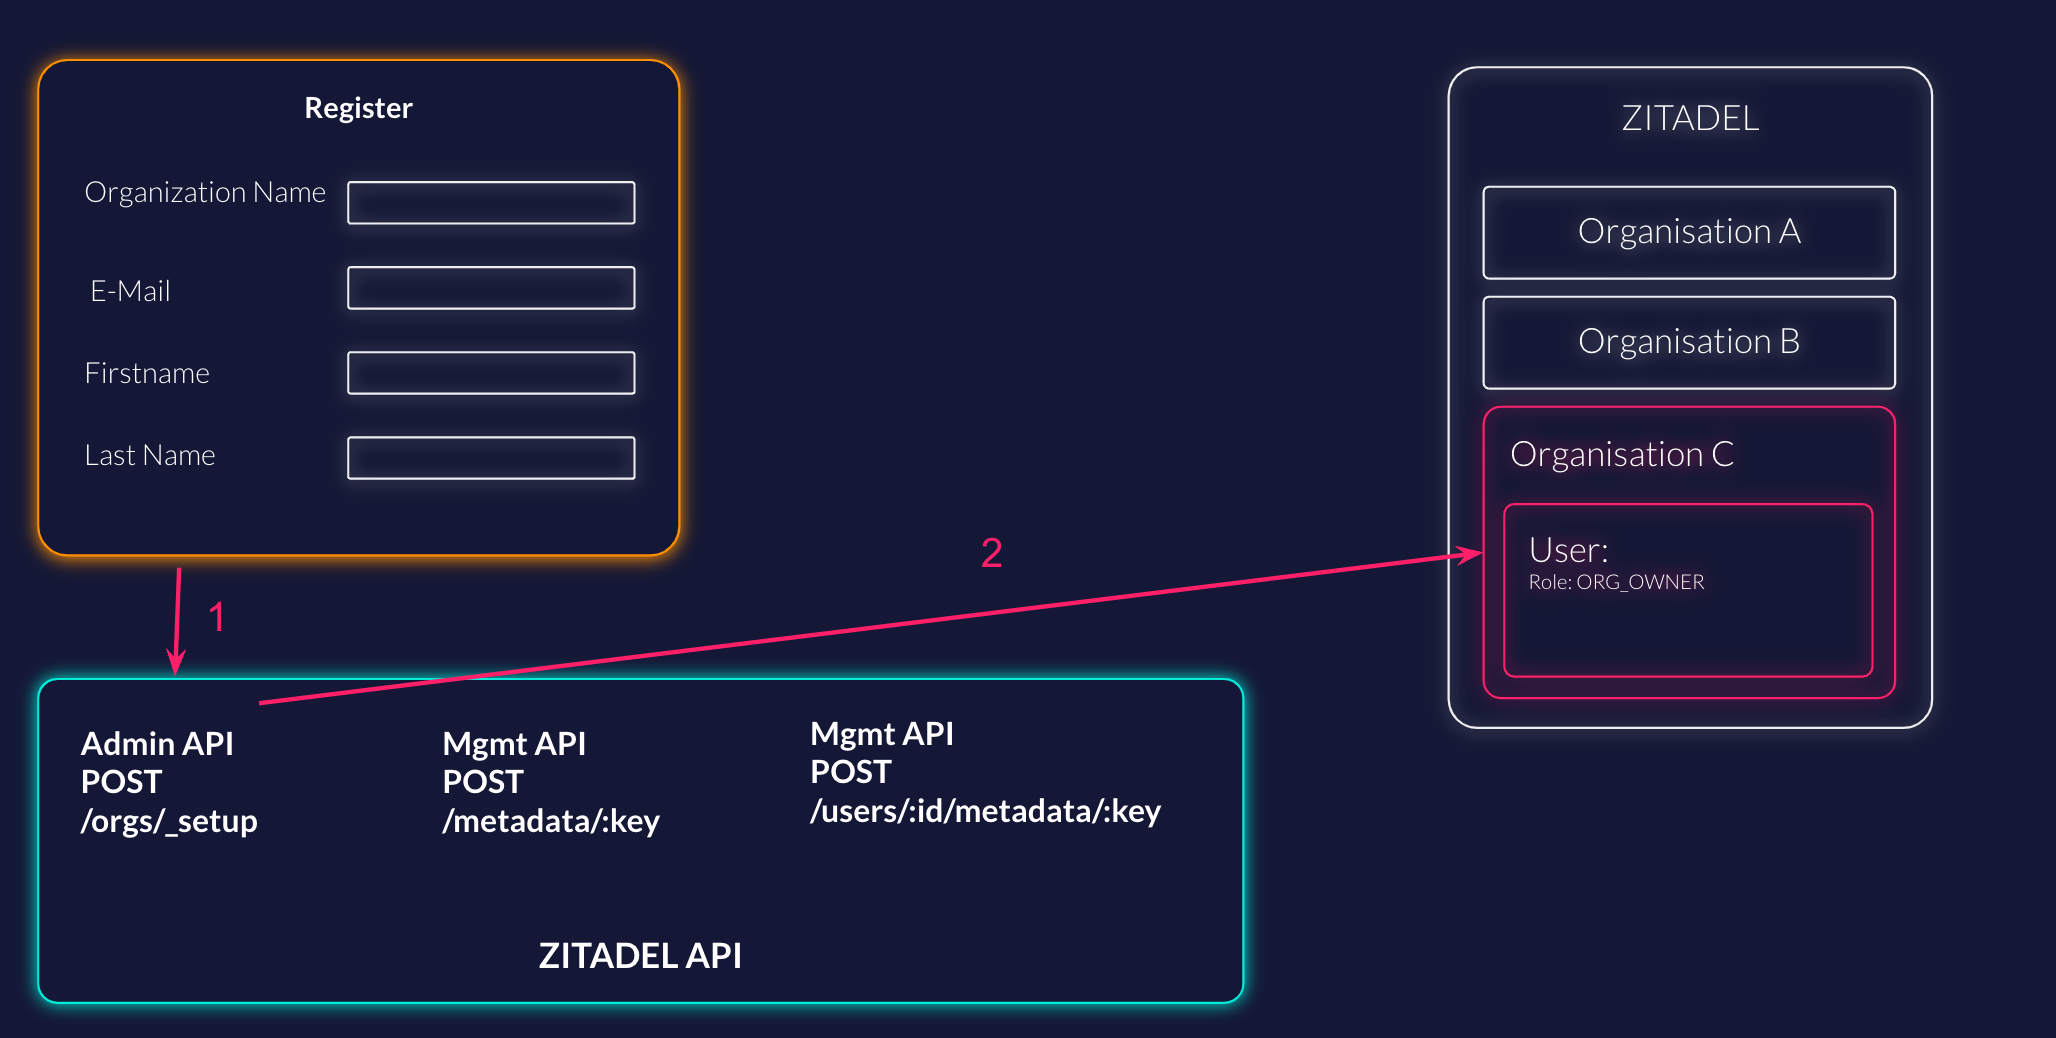 Register
Organization Name
E-Mail
Firstname
Last Name
1
2
ZITADEL
Organisation A
Organisation B
Organisation C
User:
Role: ORG_OWNER
Admin API
POST
/orgs/_setup
Mgmt API
POST
/metadata/:key
Mgmt API
POST
/users/:id/metadata/:key
ZITADEL API